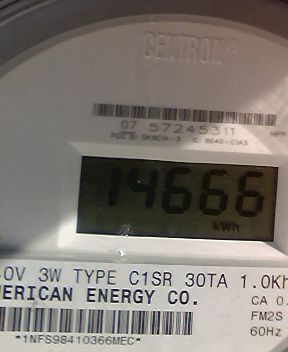 CENTRON®
07 57245311
14666
kWh
.0V 3W TYPE C1SR 30TA 1.0Kh
MERICAN ENERGY CO.
CA 0.
FM2S
60Hz
*1NFS98410366MEC*